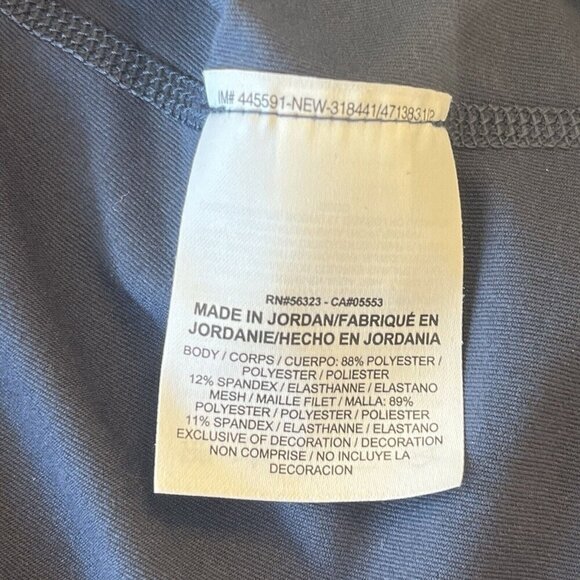 IM# 445591-NEW-318441/4713831/2
RN#56323 - CA#05553
MADE IN JORDAN/FABRIQUÉ EN
JORDANIE/HECHO EN JORDANIA
BODY / CORPS / CUERPO: 88% POLYESTER /
POLYESTER / POLIESTER
12% SPANDEX / ELASTHANNE / ELASTANO
MESH / MAILLE FILET / MALLA: 89%
POLYESTER / POLYESTER / POLIESTER
11% SPANDEX / ELASTHANNE / ELASTANO
EXCLUSIVE OF DECORATION / DECORATION
NON COMPRISE / NO INCLUYE LA
DECORACION